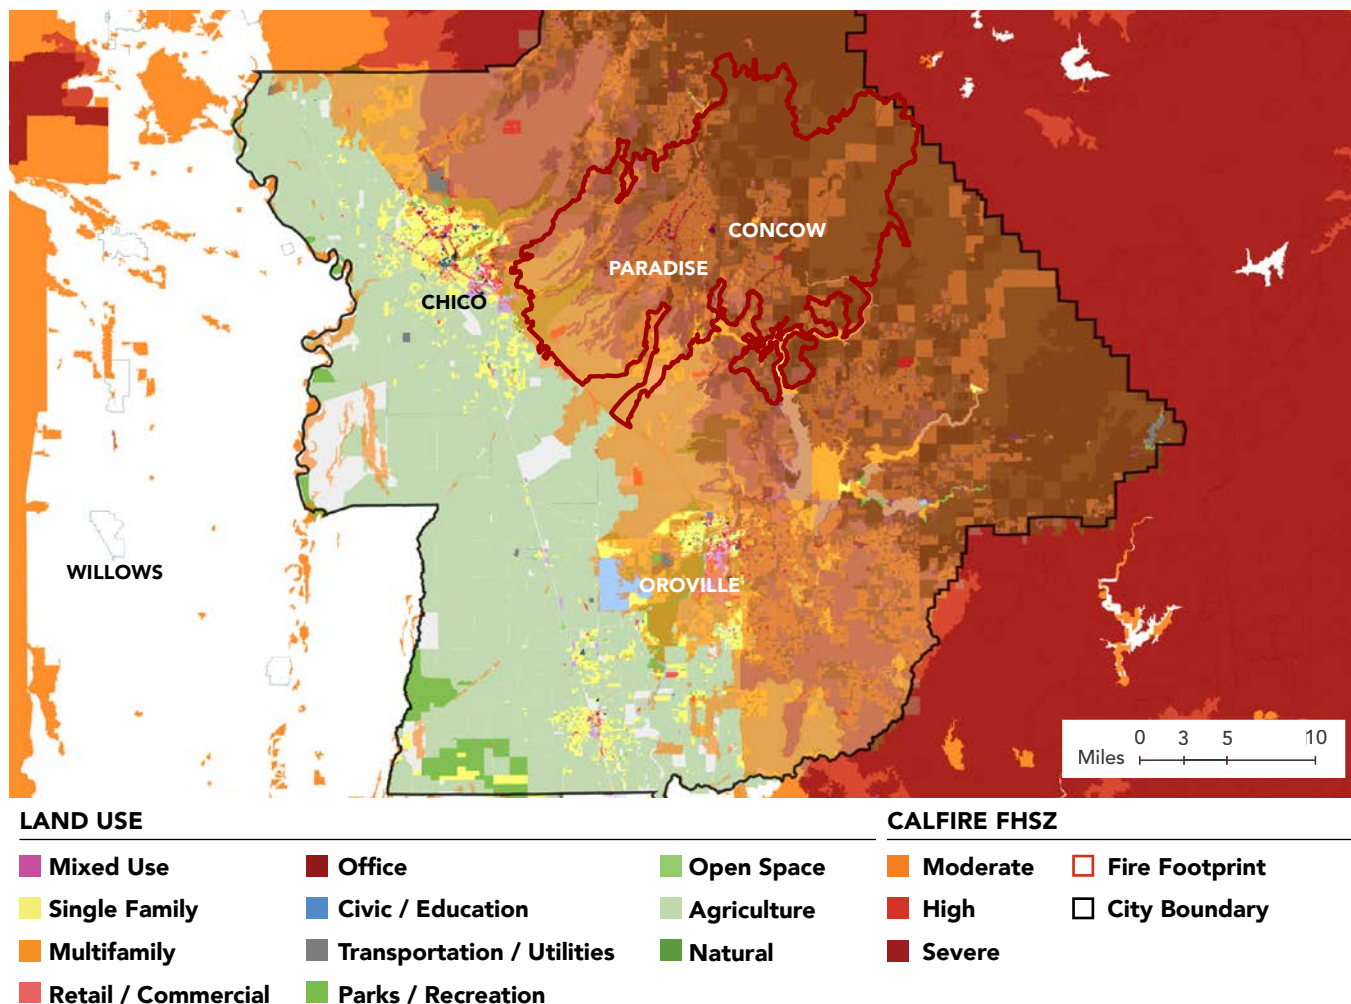 CONCOW
PARADISE
CHICO
WILLOWS
OROVILLE
Miles 0 3 5 10
LAND USE
Mixed Use
Single Family
Multifamily
Retail / Commercial
Office
Civic / Education
Transportation / Utilities
Parks / Recreation
Open Space
Agriculture
Natural
CALFIRE FHSZ
Moderate
High
Severe
Fire Footprint
City Boundary